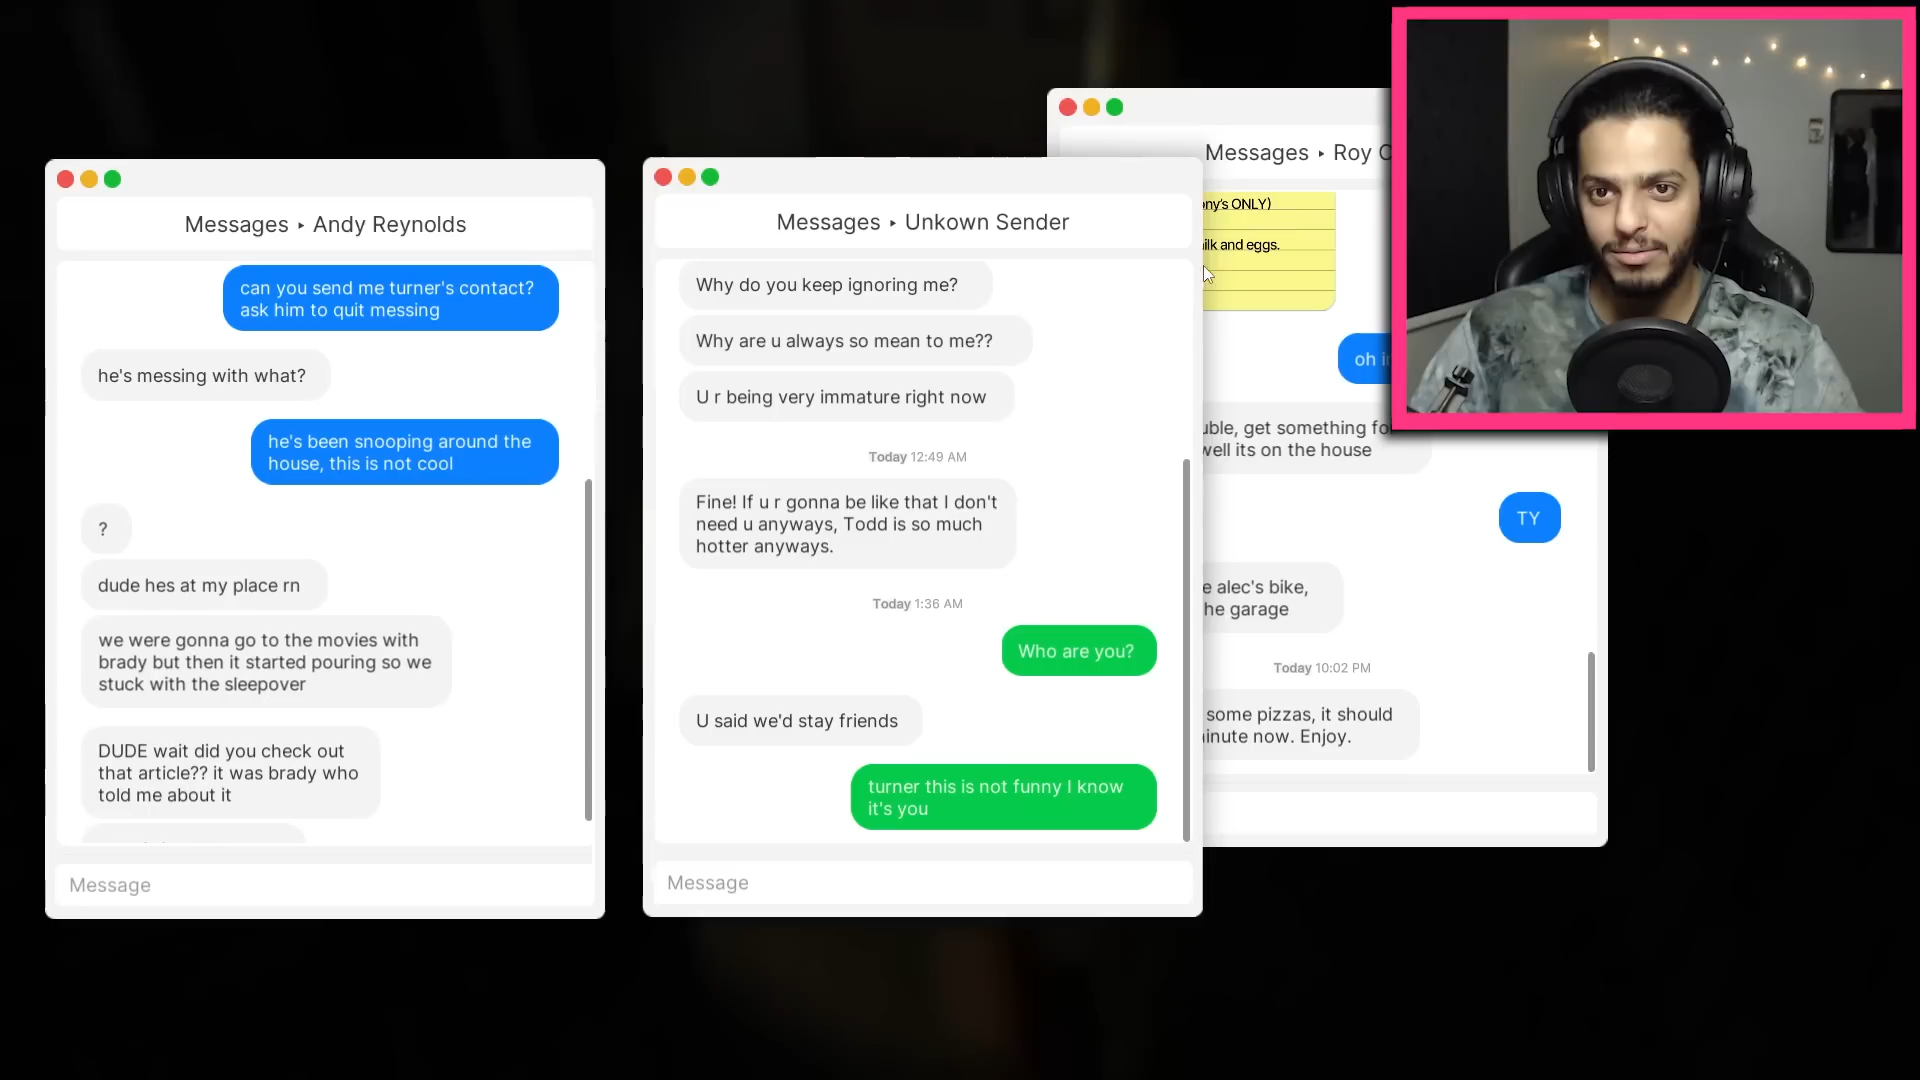 Messages ‣ Andy Reynolds
can you send me turner's contact?
ask him to quit messing
he's messing with what?
he's been snooping around the
house, this is not cool
?
dude hes at my place rn
we were gonna go to the movies with
brady but then it started pouring so we
stuck with the sleepover
DUDE wait did you check out
that article?? it was brady who
told me about it
Message
Messages ‣ Unkown Sender
Why do you keep ignoring me?
Why are u always so mean to me??
U r being very immature right now
Today 12:49 AM
Fine! If u r gonna be like that I don't
need u anyways, Todd is so much
hotter anyways.
Today 1:36 AM
Who are you?
U said we'd stay friends
turner this is not funny I know
it's you
Message
Messages ‣ Roy
ONLY)
and eggs.
oh
get something
its on the house
TY
alec's bike,
garage
Today 10:02 PM
some pizzas, it should
now. Enjoy.